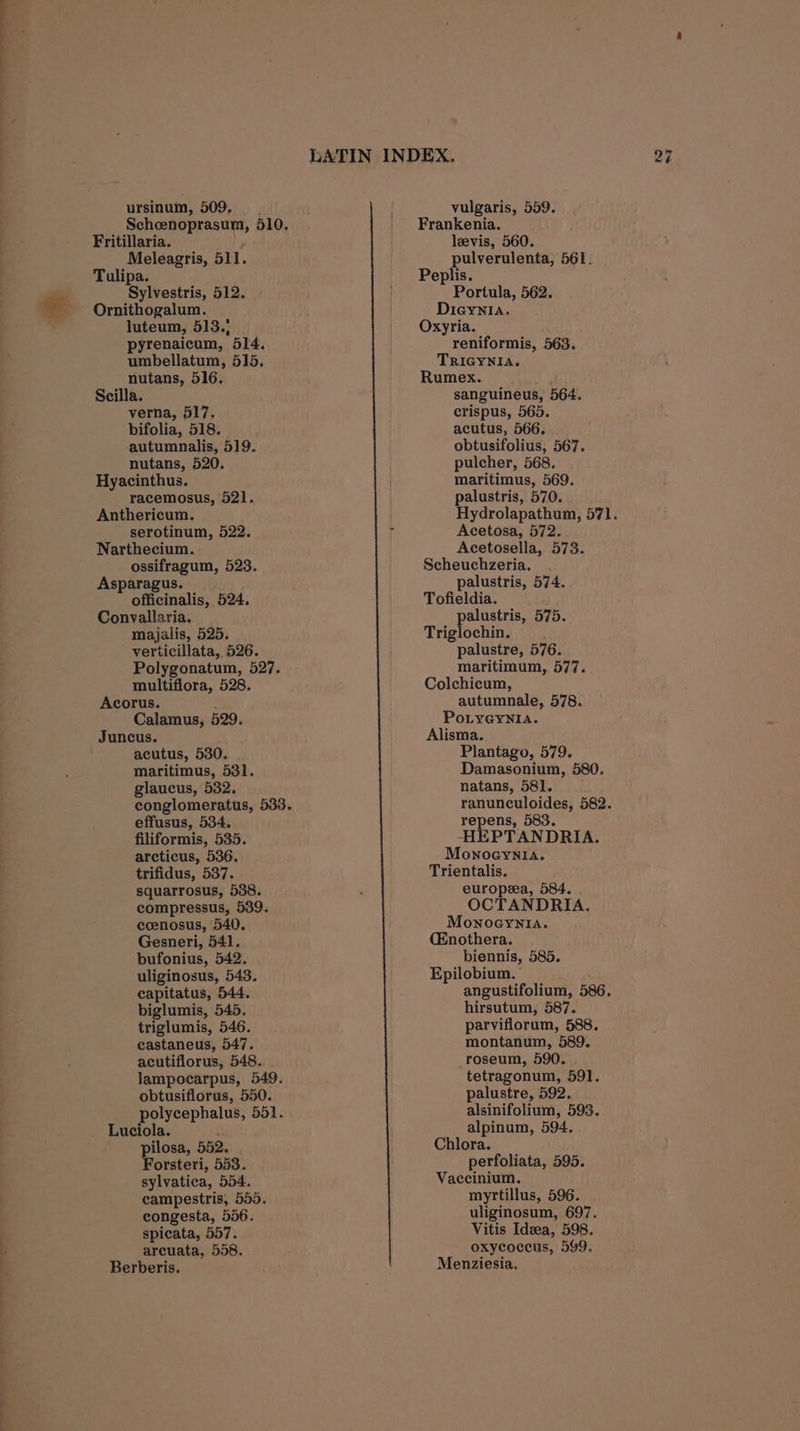 LATIN INDEX. 27
ursinum, 509.
Schœnoprasum, 510.
Fritillaria.
Meleagris, 511.
Tulipa.
Sylvestris, 512.
Ornithogalum.
luteum, 513.;
pyrenaicum, 514.
umbellatum, 515.
nutans, 516.
Scilla.
verna, 517.
bifolia, 518.
autumnalis, 519.
nutans, 520.
Hyacinthus.
racemosus, 521.
Anthericum.
serotinum, 522.
Narthecium.
ossifragum, 523.
Asparagus.
officinalis, 524.
Convallaria.
majalis, 525.
verticillata, 526.
Polygonatum, 527.
multiflora, 528.
Acorus.
Calamus, 529.
Juncus.
acutus, 530.
maritimus, 531.
glaucus, 532.
conglomeratus, 533.
effusus, 534.
filiformis, 535.
arcticus, 536.
trifidus, 537.
squarrosus, 538.
compressus, 539.
cœnosus, 540.
Gesneri, 541.
bufonius, 542.
uliginosus, 543.
capitatus, 544.
biglumis, 545.
triglumis, 546.
castaneus, 547.
acutiflorus, 548.
lampocarpus, 549.
obtusiflorus, 550.
polycephalus, 551.
Luciola.
pilosa, 552.
Forsteri, 553.
sylvatica, 554.
campestris, 555.
congesta, 556.
spicata, 557.
arcuata, 558.
Berberis.
vulgaris, 559.
Frankenia.
lævis, 560.
pulverulenta, 561.
Peplis.
Portula, 562.
DIGYNIA.
Oxyria.
reniformis, 563.
TRIGYNIA.
Rumex.
sanguineus, 564.
crispus, 565.
acutus, 566.
obtusifolius, 567.
pulcher, 568.
maritimus, 569.
palustris, 570.
Hydrolapathum, 571.
Acetosa, 572.
Acetosella, 573.
Scheuchzeria.
palustris, 574.
Tofieldia.
palustris, 575.
Triglochin.
palustre, 576.
maritimum, 577.
Colchicum,
autumnale, 578.
POLYGYNIA.
Alisma.
Plantago, 579.
Damasonium, 580.
natans, 581.
ranunculoides, 582.
repens, 583.
HEPTANDRIA.
MONOGYNIA.
Trientalis.
europæa, 584.
OCTANDRIA.
MONOGYNIA.
Œnothera.
biennis, 585.
Epilobium.
angustifolium, 586.
hirsutum, 587.
parviflorum, 588.
montanum, 589.
roseum, 590.
tetragonum, 591.
palustre, 592.
alsinifolium, 593.
alpinum, 594.
Chlora.
perfoliata, 595.
Vaccinium.
myrtillus, 596.
uliginosum, 697.
Vitis Idæa, 598.
oxycoccus, 599.
Menziesia.